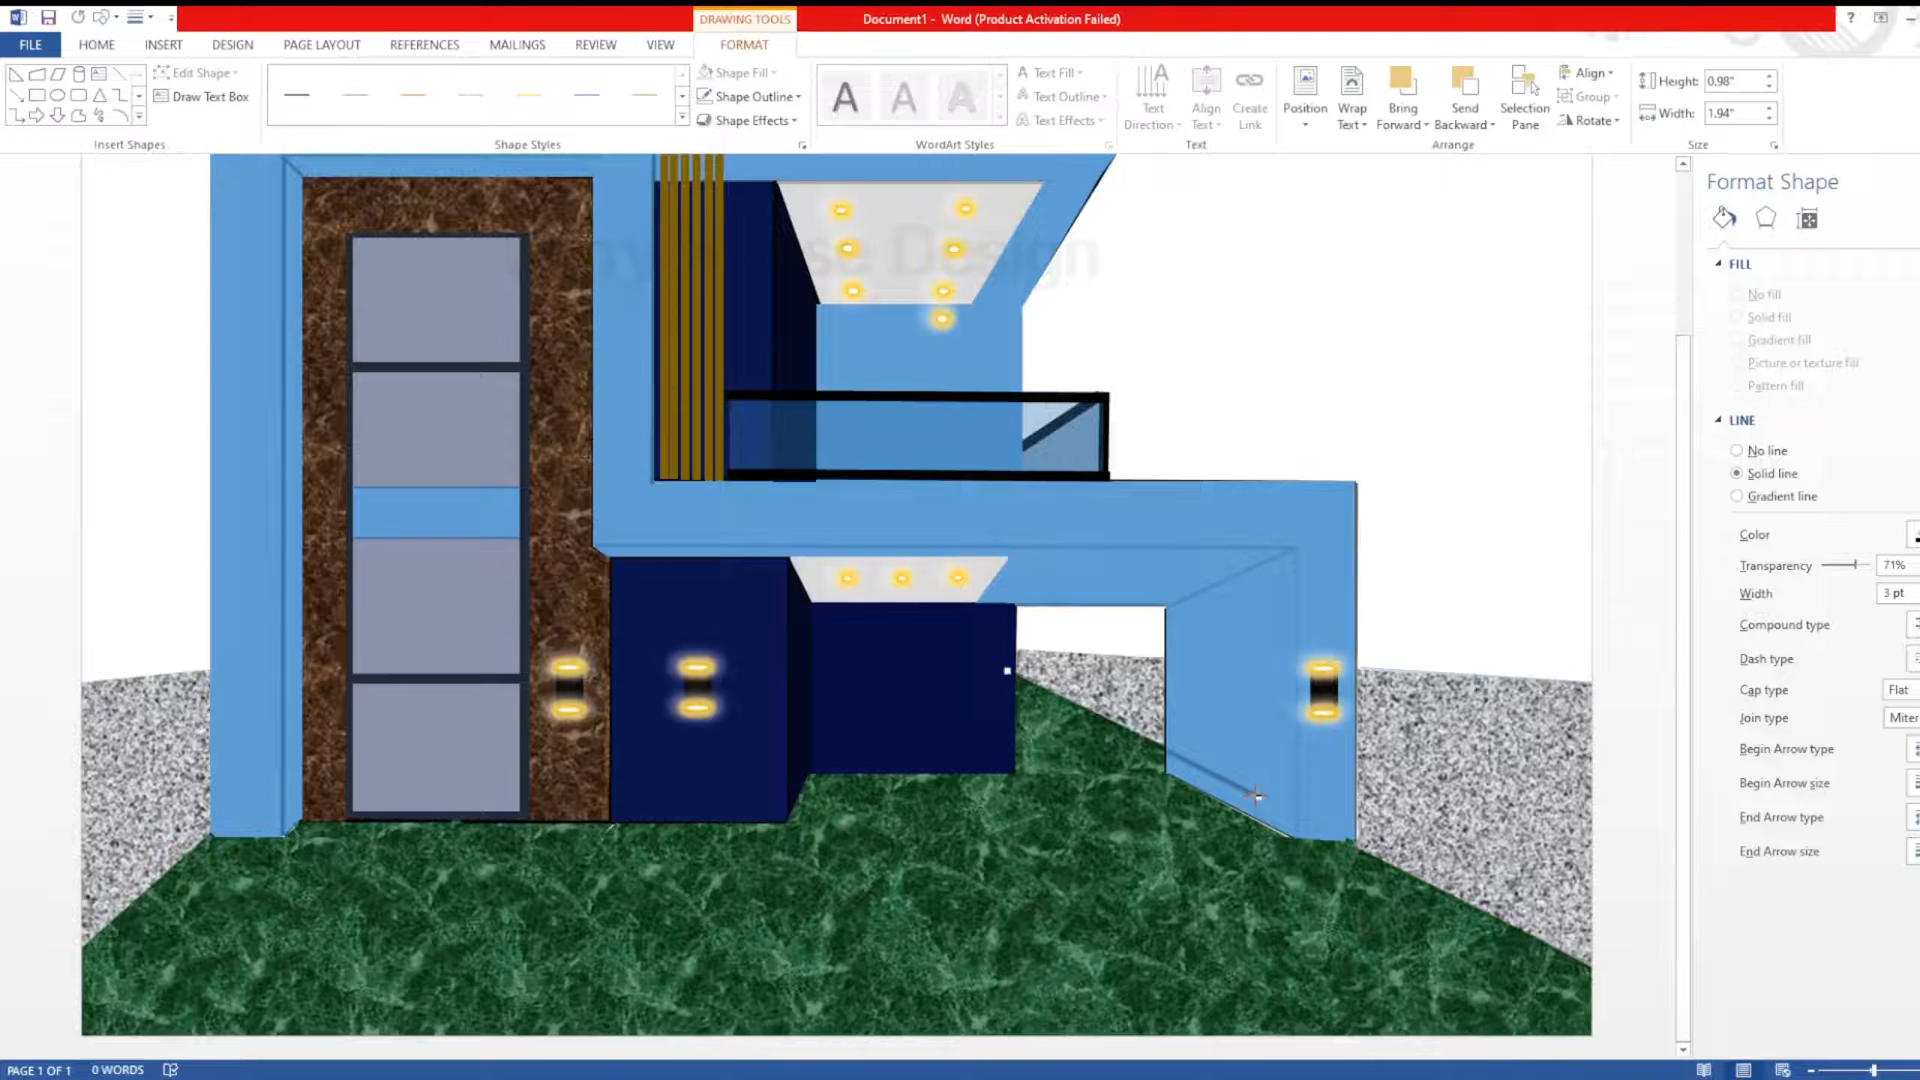 DRAWING TOOLS
Document1 - Word (Product Activation Failed)
?
FILE HOME INSERT DESIGN PAGE LAYOUT REFERENCES MAILINGS REVIEW VIEW FORMAT
Edit Shape
Draw Text Box
Insert Shapes
Shape Fill
Shape Outline
Shape Effects
Shape Styles
A A A
Text Fill
Text Outline
Text Effects
WordArt Styles
Text Direction
Align Text
Create Link
Text
Position
Wrap Text
Bring Forward
Send Backward
Selection Pane
Align
Group
Rotate
Arrange
Height: 0.98"
Width: 1.94"
Size
Design
Format Shape
FILL
No fill
Solid fill
Gradient fill
Picture or texture fill
Pattern fill
LINE
No line
Solid line
Gradient line
Color
Transparency 71%
Width 3 pt
Compound type
Dash type
Cap type Flat
Join type Miter
Begin Arrow type
Begin Arrow size
End Arrow type
End Arrow size
PAGE 1 OF 1 0 WORDS